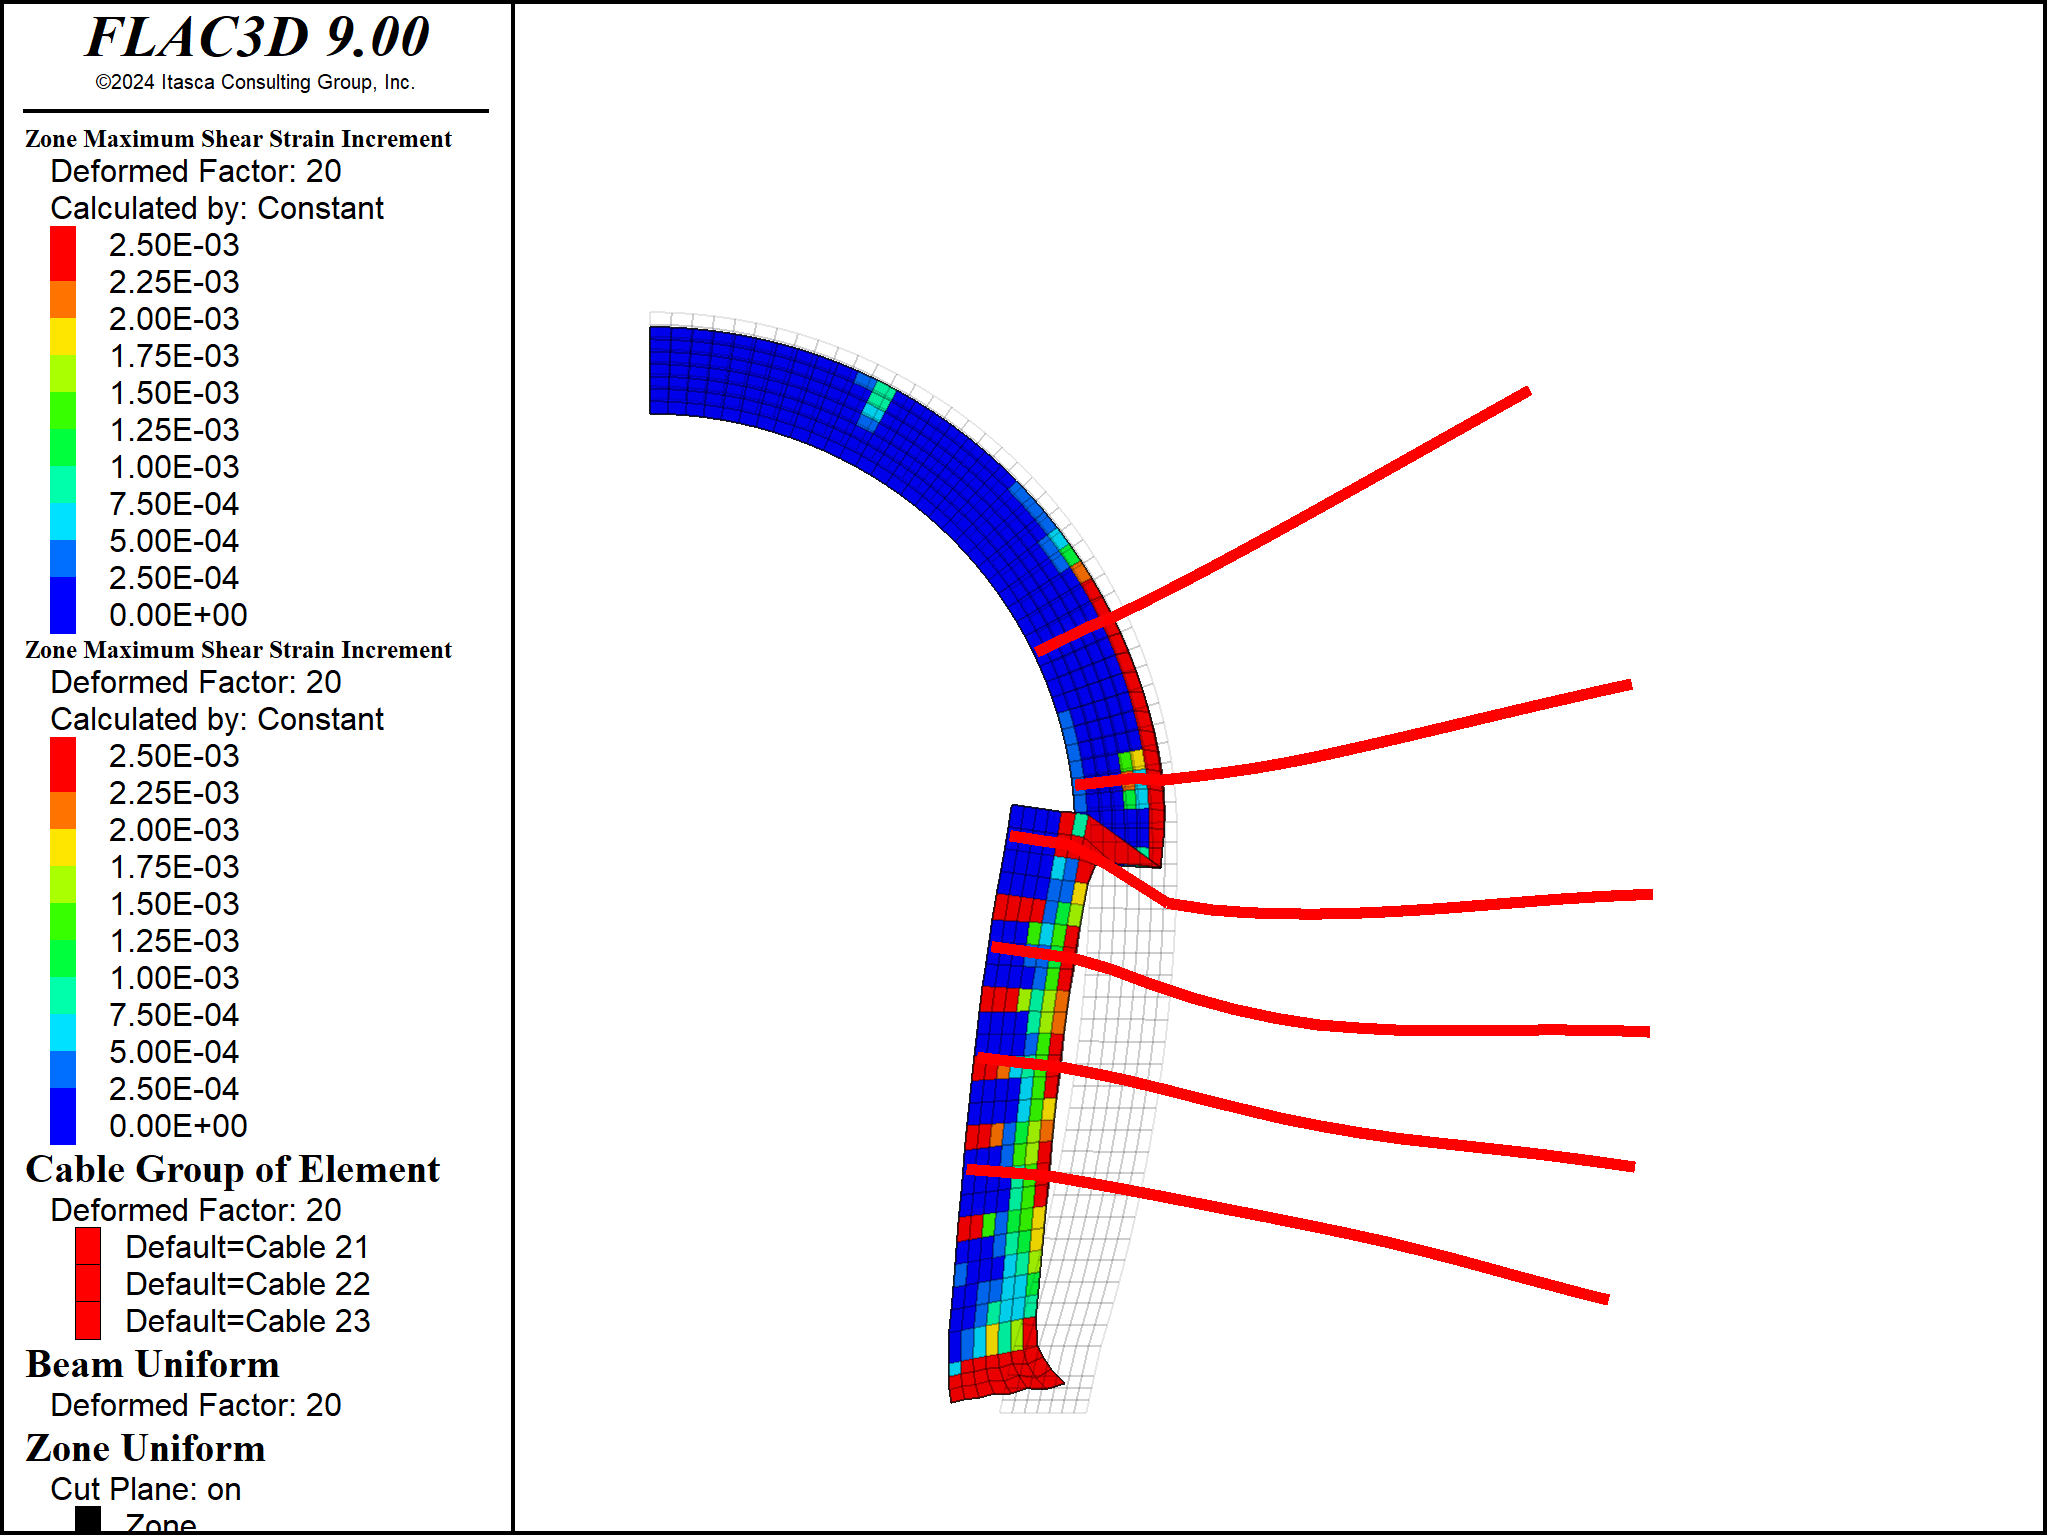 FLAC3D 9.00
©2024 Itasca Consulting Group, Inc.
Zone Maximum Shear Strain Increment
Deformed Factor: 20
Calculated by: Constant
2.50E-03
2.25E-03
2.00E-03
1.75E-03
1.50E-03
1.25E-03
1.00E-03
7.50E-04
5.00E-04
2.50E-04
0.00E+00
Zone Maximum Shear Strain Increment
Deformed Factor: 20
Calculated by: Constant
2.50E-03
2.25E-03
2.00E-03
1.75E-03
1.50E-03
1.25E-03
1.00E-03
7.50E-04
5.00E-04
2.50E-04
0.00E+00
Cable Group of Element
Deformed Factor: 20
Default=Cable 21
Default=Cable 22
Default=Cable 23
Beam Uniform
Deformed Factor: 20
Zone Uniform
Cut Plane: on
Zone